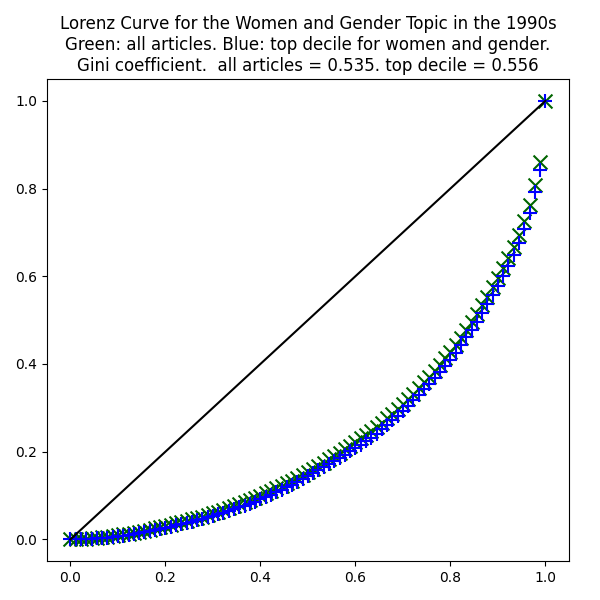 Lorenz Curve for the Women and Gender Topic in the 1990s
Green: all articles. Blue: top decile for women and gender.
Gini coefficient.  all articles = 0.535. top decile = 0.556
1.0
0.8
0.6
0.4
0.2
0.0
0.0 0.2 0.4 0.6 0.8 1.0